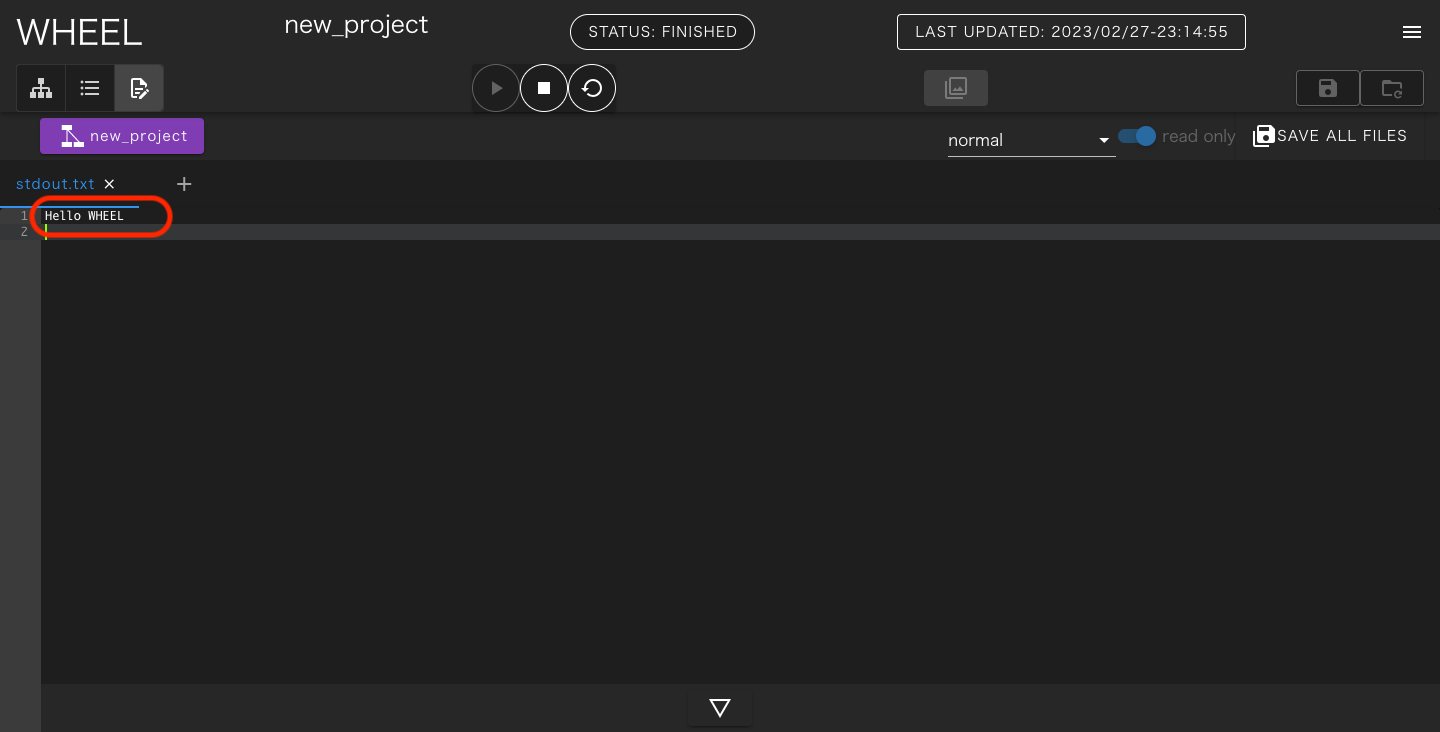 WHEEL
new_project
STATUS: FINISHED
LAST UPDATED: 2023/02/27-23:14:55
new_project
normal
read only
SAVE ALL FILES
stdout.txt
1 Hello WHEEL
2